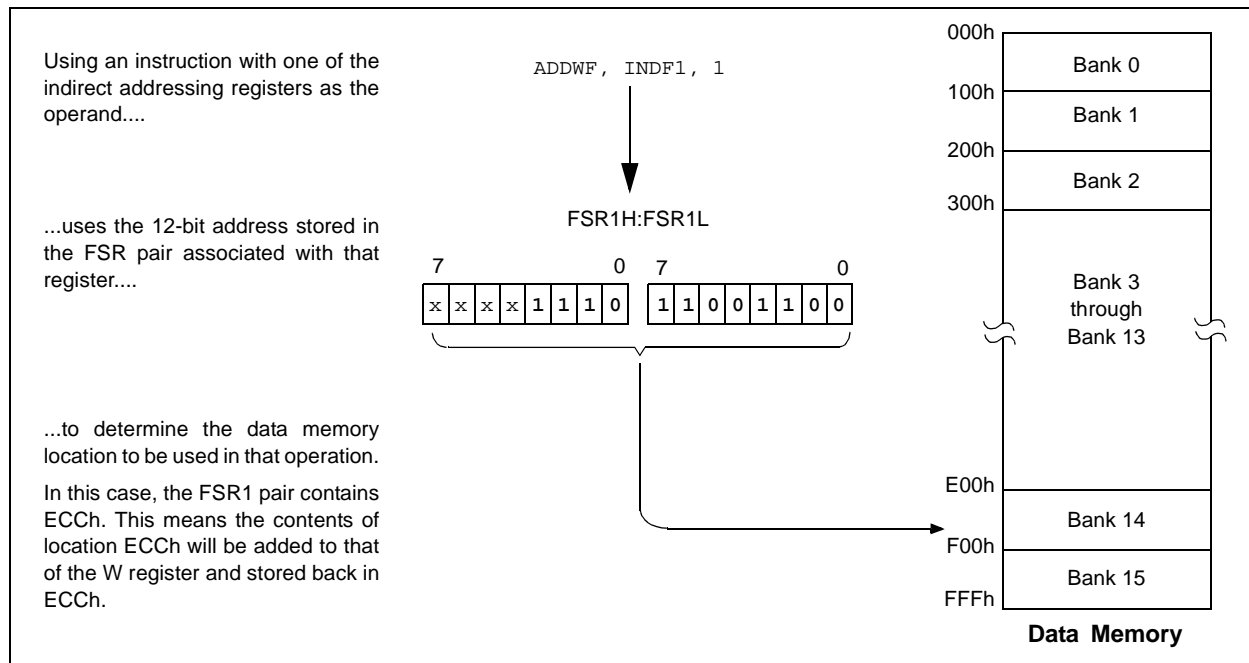 Using an instruction with one of the
indirect addressing registers as the
operand....
ADDWF, INDF1, 1
...uses the 12-bit address stored in
the FSR pair associated with that
register....
FSR1H:FSR1L
7 0 7 0
x x x x 1 1 1 0 1 1 0 0 1 1 0 0
...to determine the data memory
location to be used in that operation.
In this case, the FSR1 pair contains
ECCh. This means the contents of
location ECCh will be added to that
of the W register and stored back in
ECCh.
000h
Bank 0
100h
Bank 1
200h
Bank 2
300h
Bank 3
through
Bank 13
E00h
Bank 14
F00h
Bank 15
FFFh
Data Memory